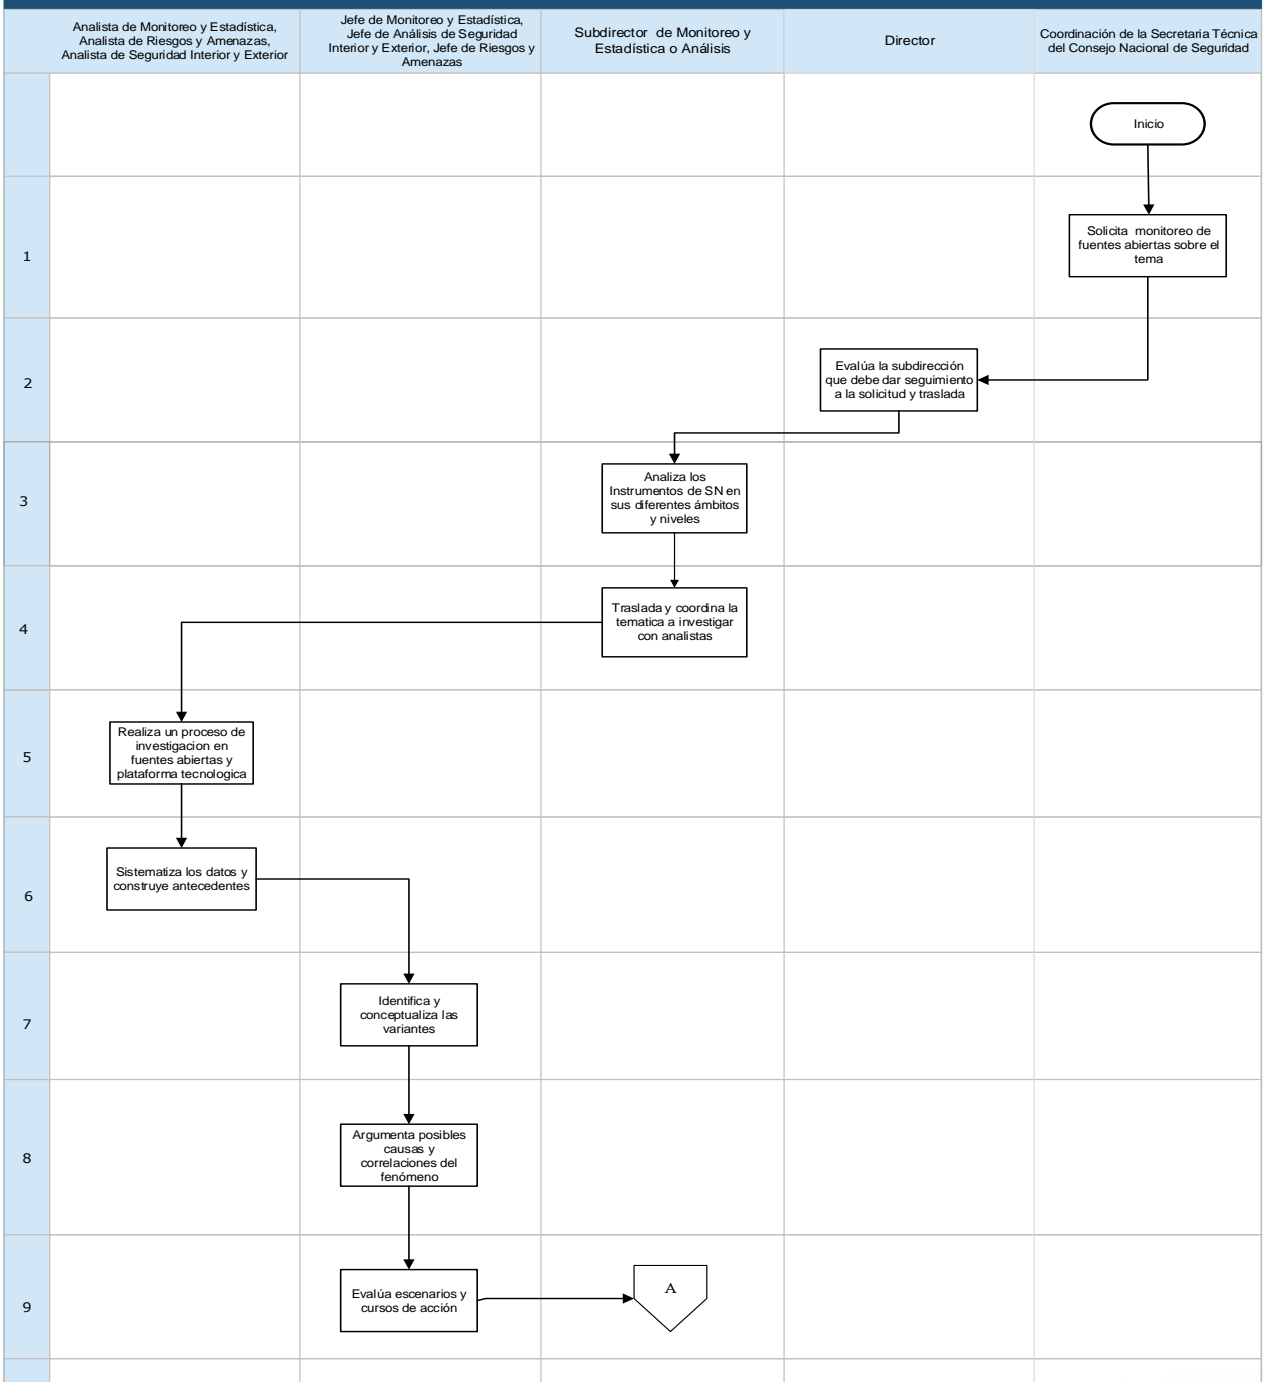 Analista de Monitoreo y Estadística,
Analista de Riesgos y Amenazas,
Analista de Seguridad Interior y Exterior
Jefe de Monitoreo y Estadística,
Jefe de Análisis de Seguridad
Interior y Exterior, Jefe de Riesgos y
Amenazas
Subdirector de Monitoreo y
Estadística o Análisis
Director
Coordinación de la Secretaria Técnica
del Consejo Nacional de Seguridad
Inicio
1
Solicita monitoreo de
fuentes abiertas sobre el
tema
2
Evalúa la subdirección
que debe dar seguimiento
a la solicitud y traslada
3
Analiza los
Instrumentos de SN en
sus diferentes ámbitos
y niveles
4
Traslada y coordina la
tematica a investigar
con analistas
5
Realiza un proceso de
investigacion en
fuentes abiertas y
plataforma tecnologica
6
Sistematiza los datos y
construye antecedentes
7
Identifica y
conceptualiza las
variantes
8
Argumenta posibles
causas y
correlaciones del
fenómeno
9
Evalúa escenarios y
cursos de acción
A